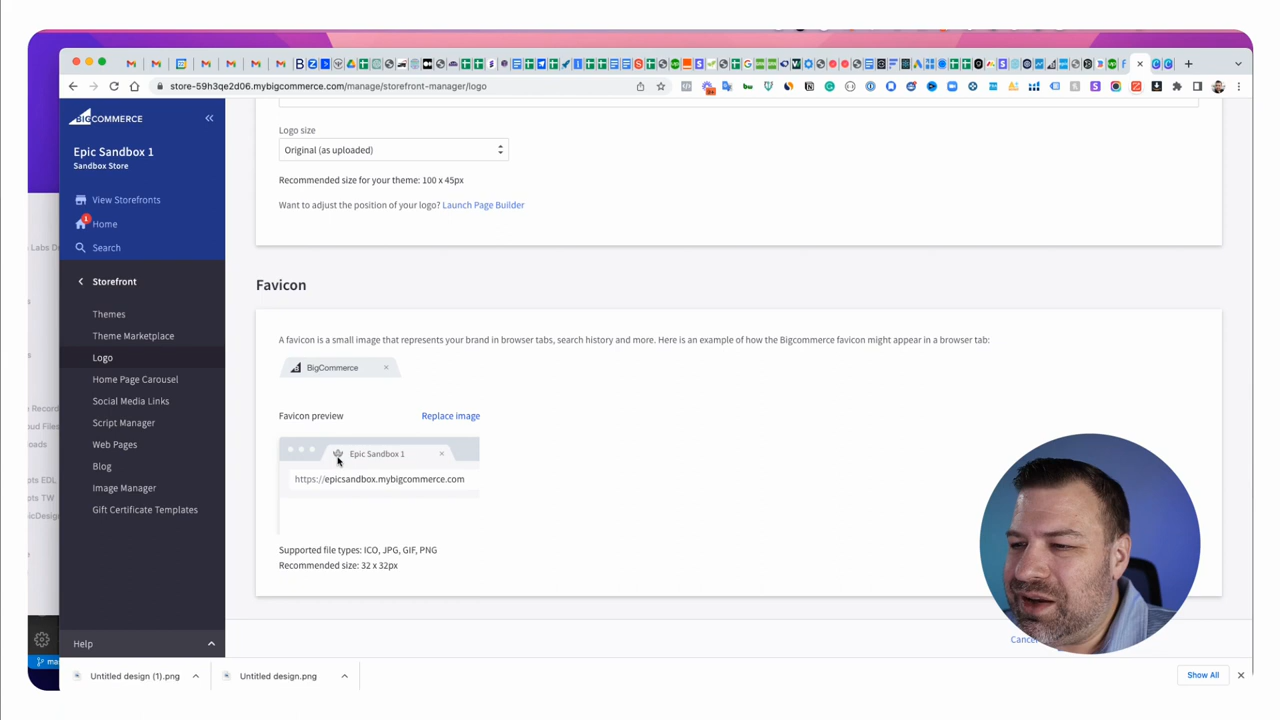 store-59h3qe2d06.mybigcommerce.com/manage/storefront-manager/logo
BIGCOMMERCE
Epic Sandbox 1
Sandbox Store
View Storefronts
1
Home
Search
Storefront
Themes
Theme Marketplace
Logo
Home Page Carousel
Social Media Links
Script Manager
Web Pages
Blog
Image Manager
Gift Certificate Templates
Help
Logo size
Original (as uploaded)
Recommended size for your theme: 100 x 45px
Want to adjust the position of your logo? Launch Page Builder
Favicon
A favicon is a small image that represents your brand in browser tabs, search history and more. Here is an example of how the Bigcommerce favicon might appear in a browser tab:
BigCommerce
Favicon preview
Replace image
Epic Sandbox 1
https://epicsandbox.mybigcommerce.com
Supported file types: ICO, JPG, GIF, PNG
Recommended size: 32 x 32px
Cancel
Untitled design (1).png
Untitled design.png
Show All